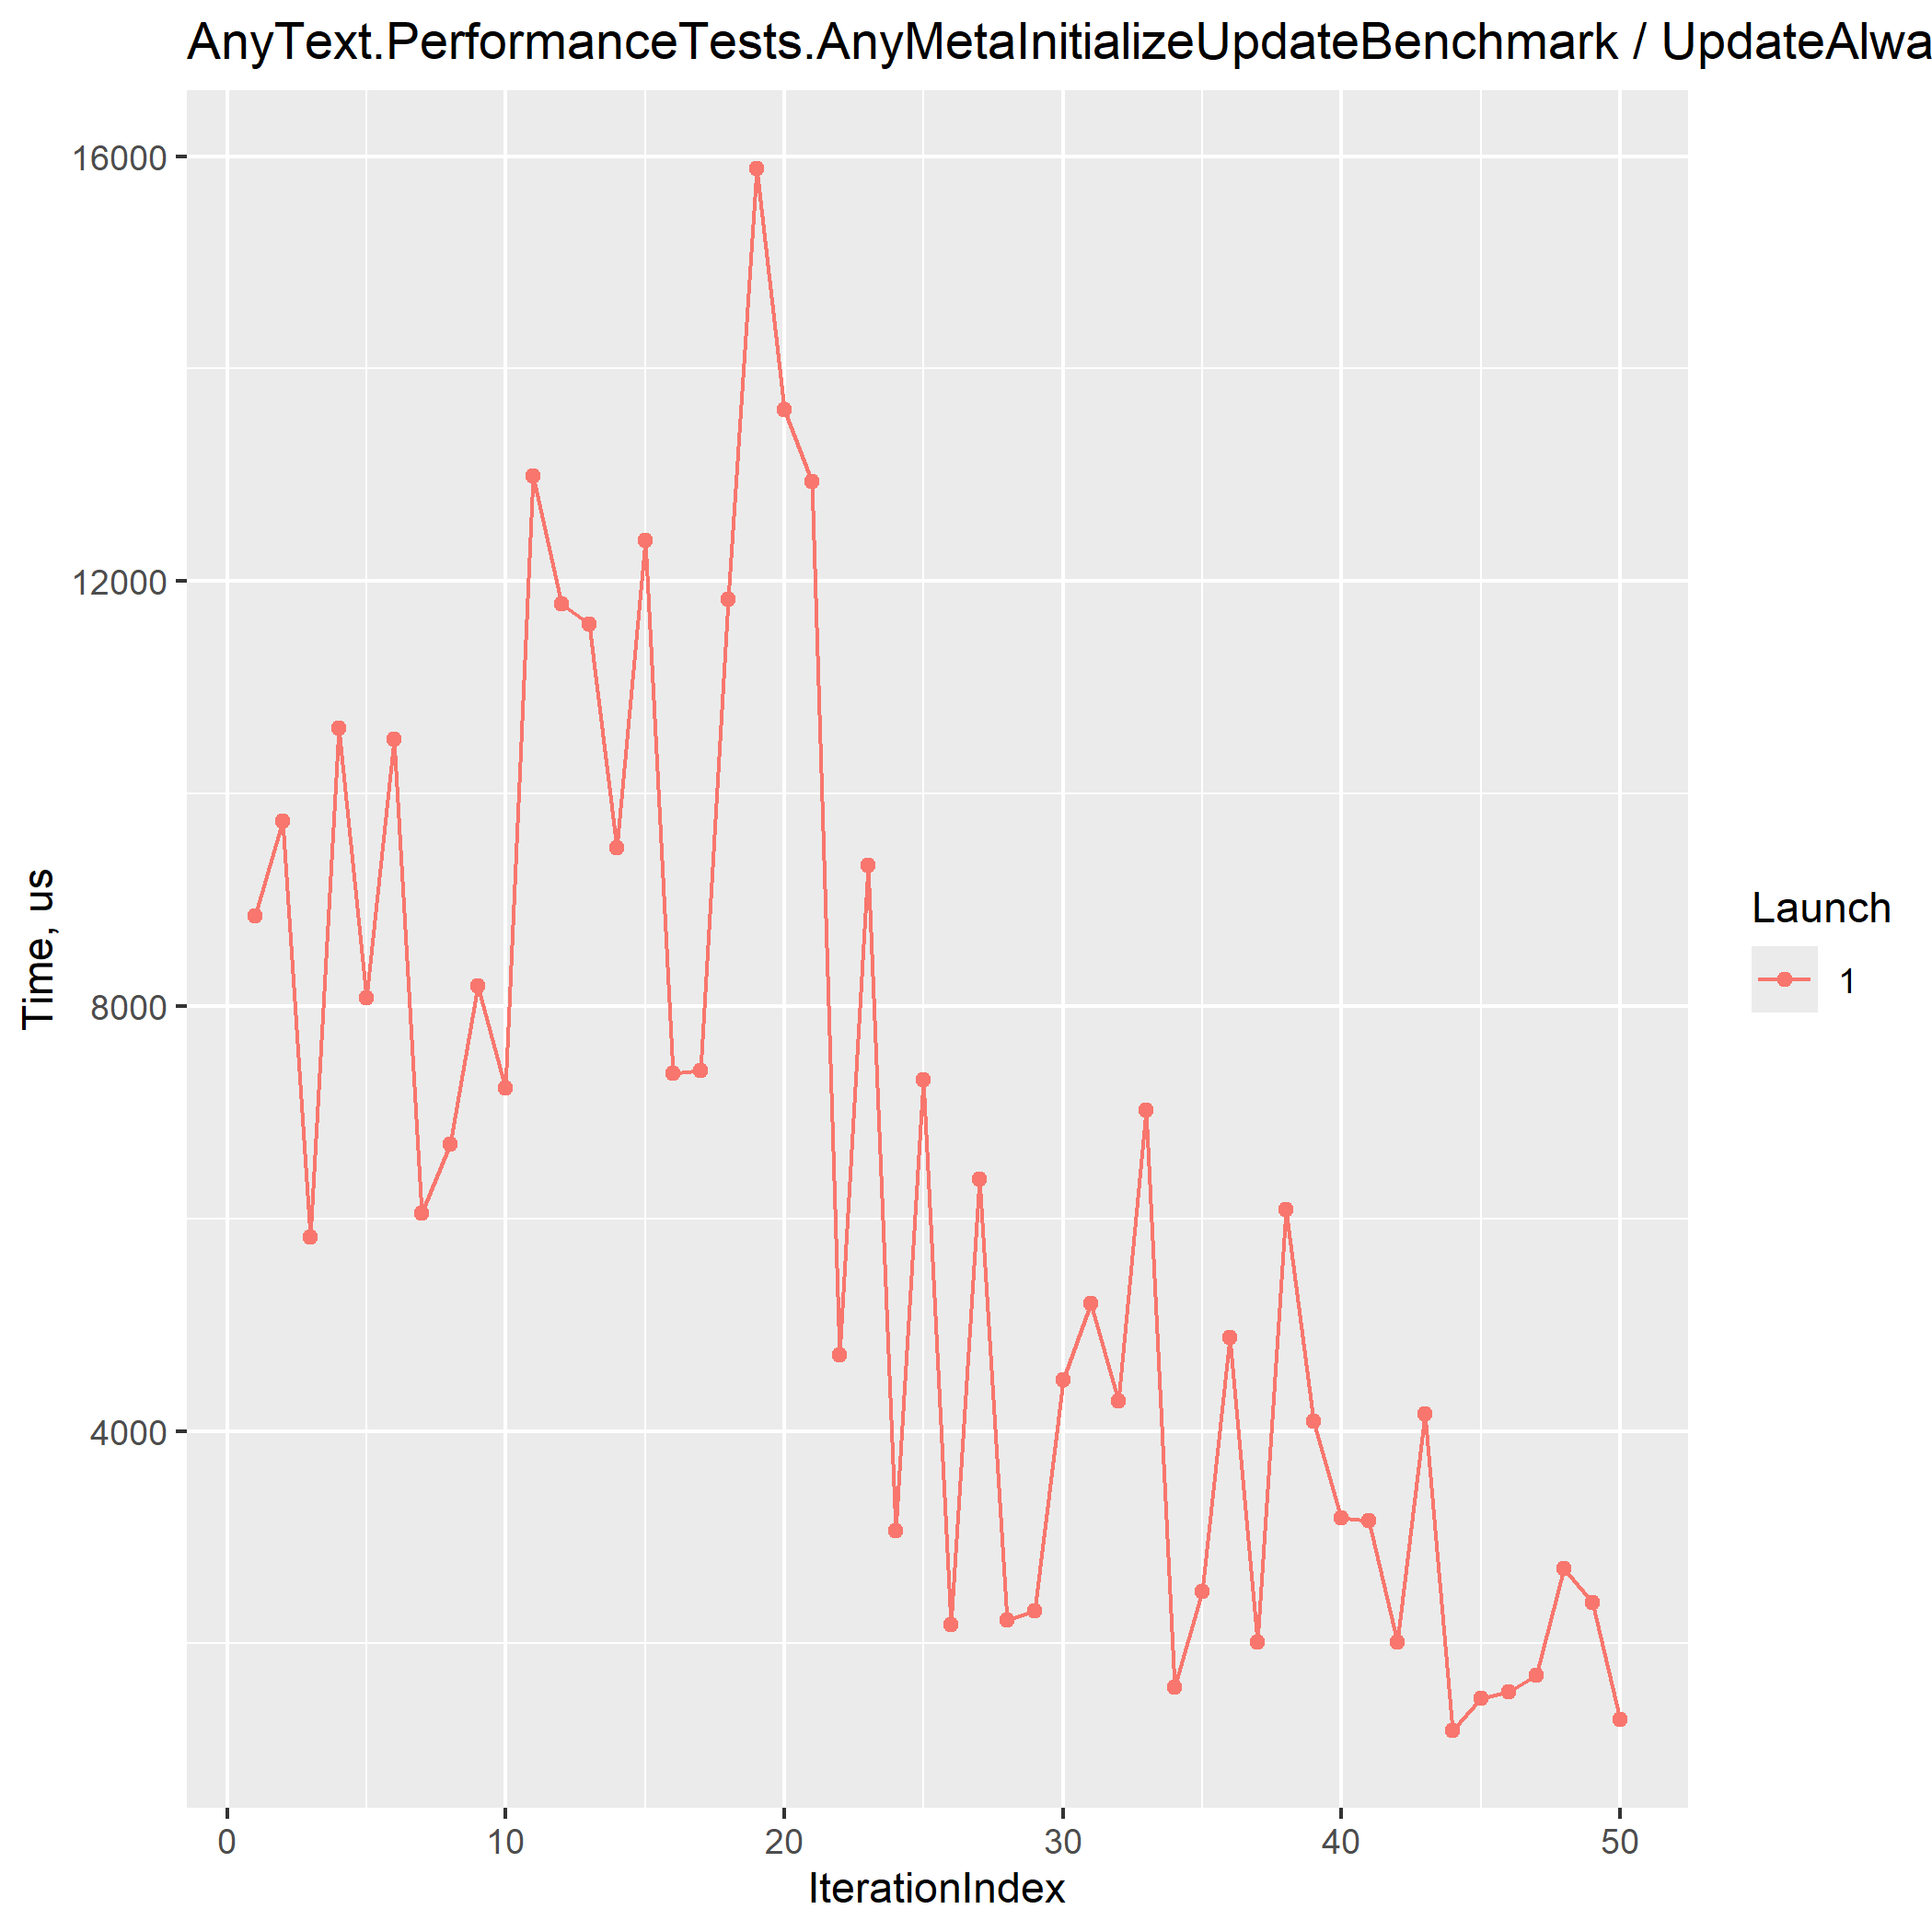 AnyText.PerformanceTests.AnyMetaInitializeUpdateBenchmark / UpdateAlwa
16000
12000
8000
4000
Time, us
0 10 20 30 40 50
IterationIndex
Launch
1